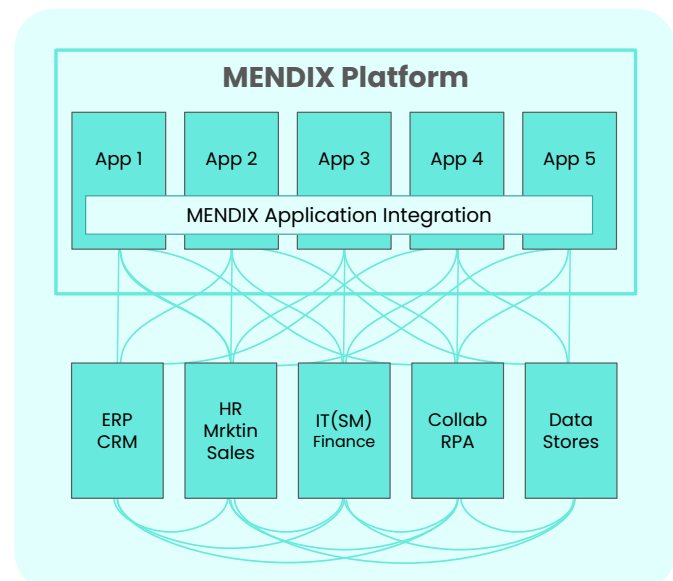 MENDIX Platform
App 1
App 2
App 3
App 4
App 5
MENDIX Application Integration
ERP
CRM
HR
Mrktin
Sales
IT(SM)
Finance
Collab
RPA
Data
Stores